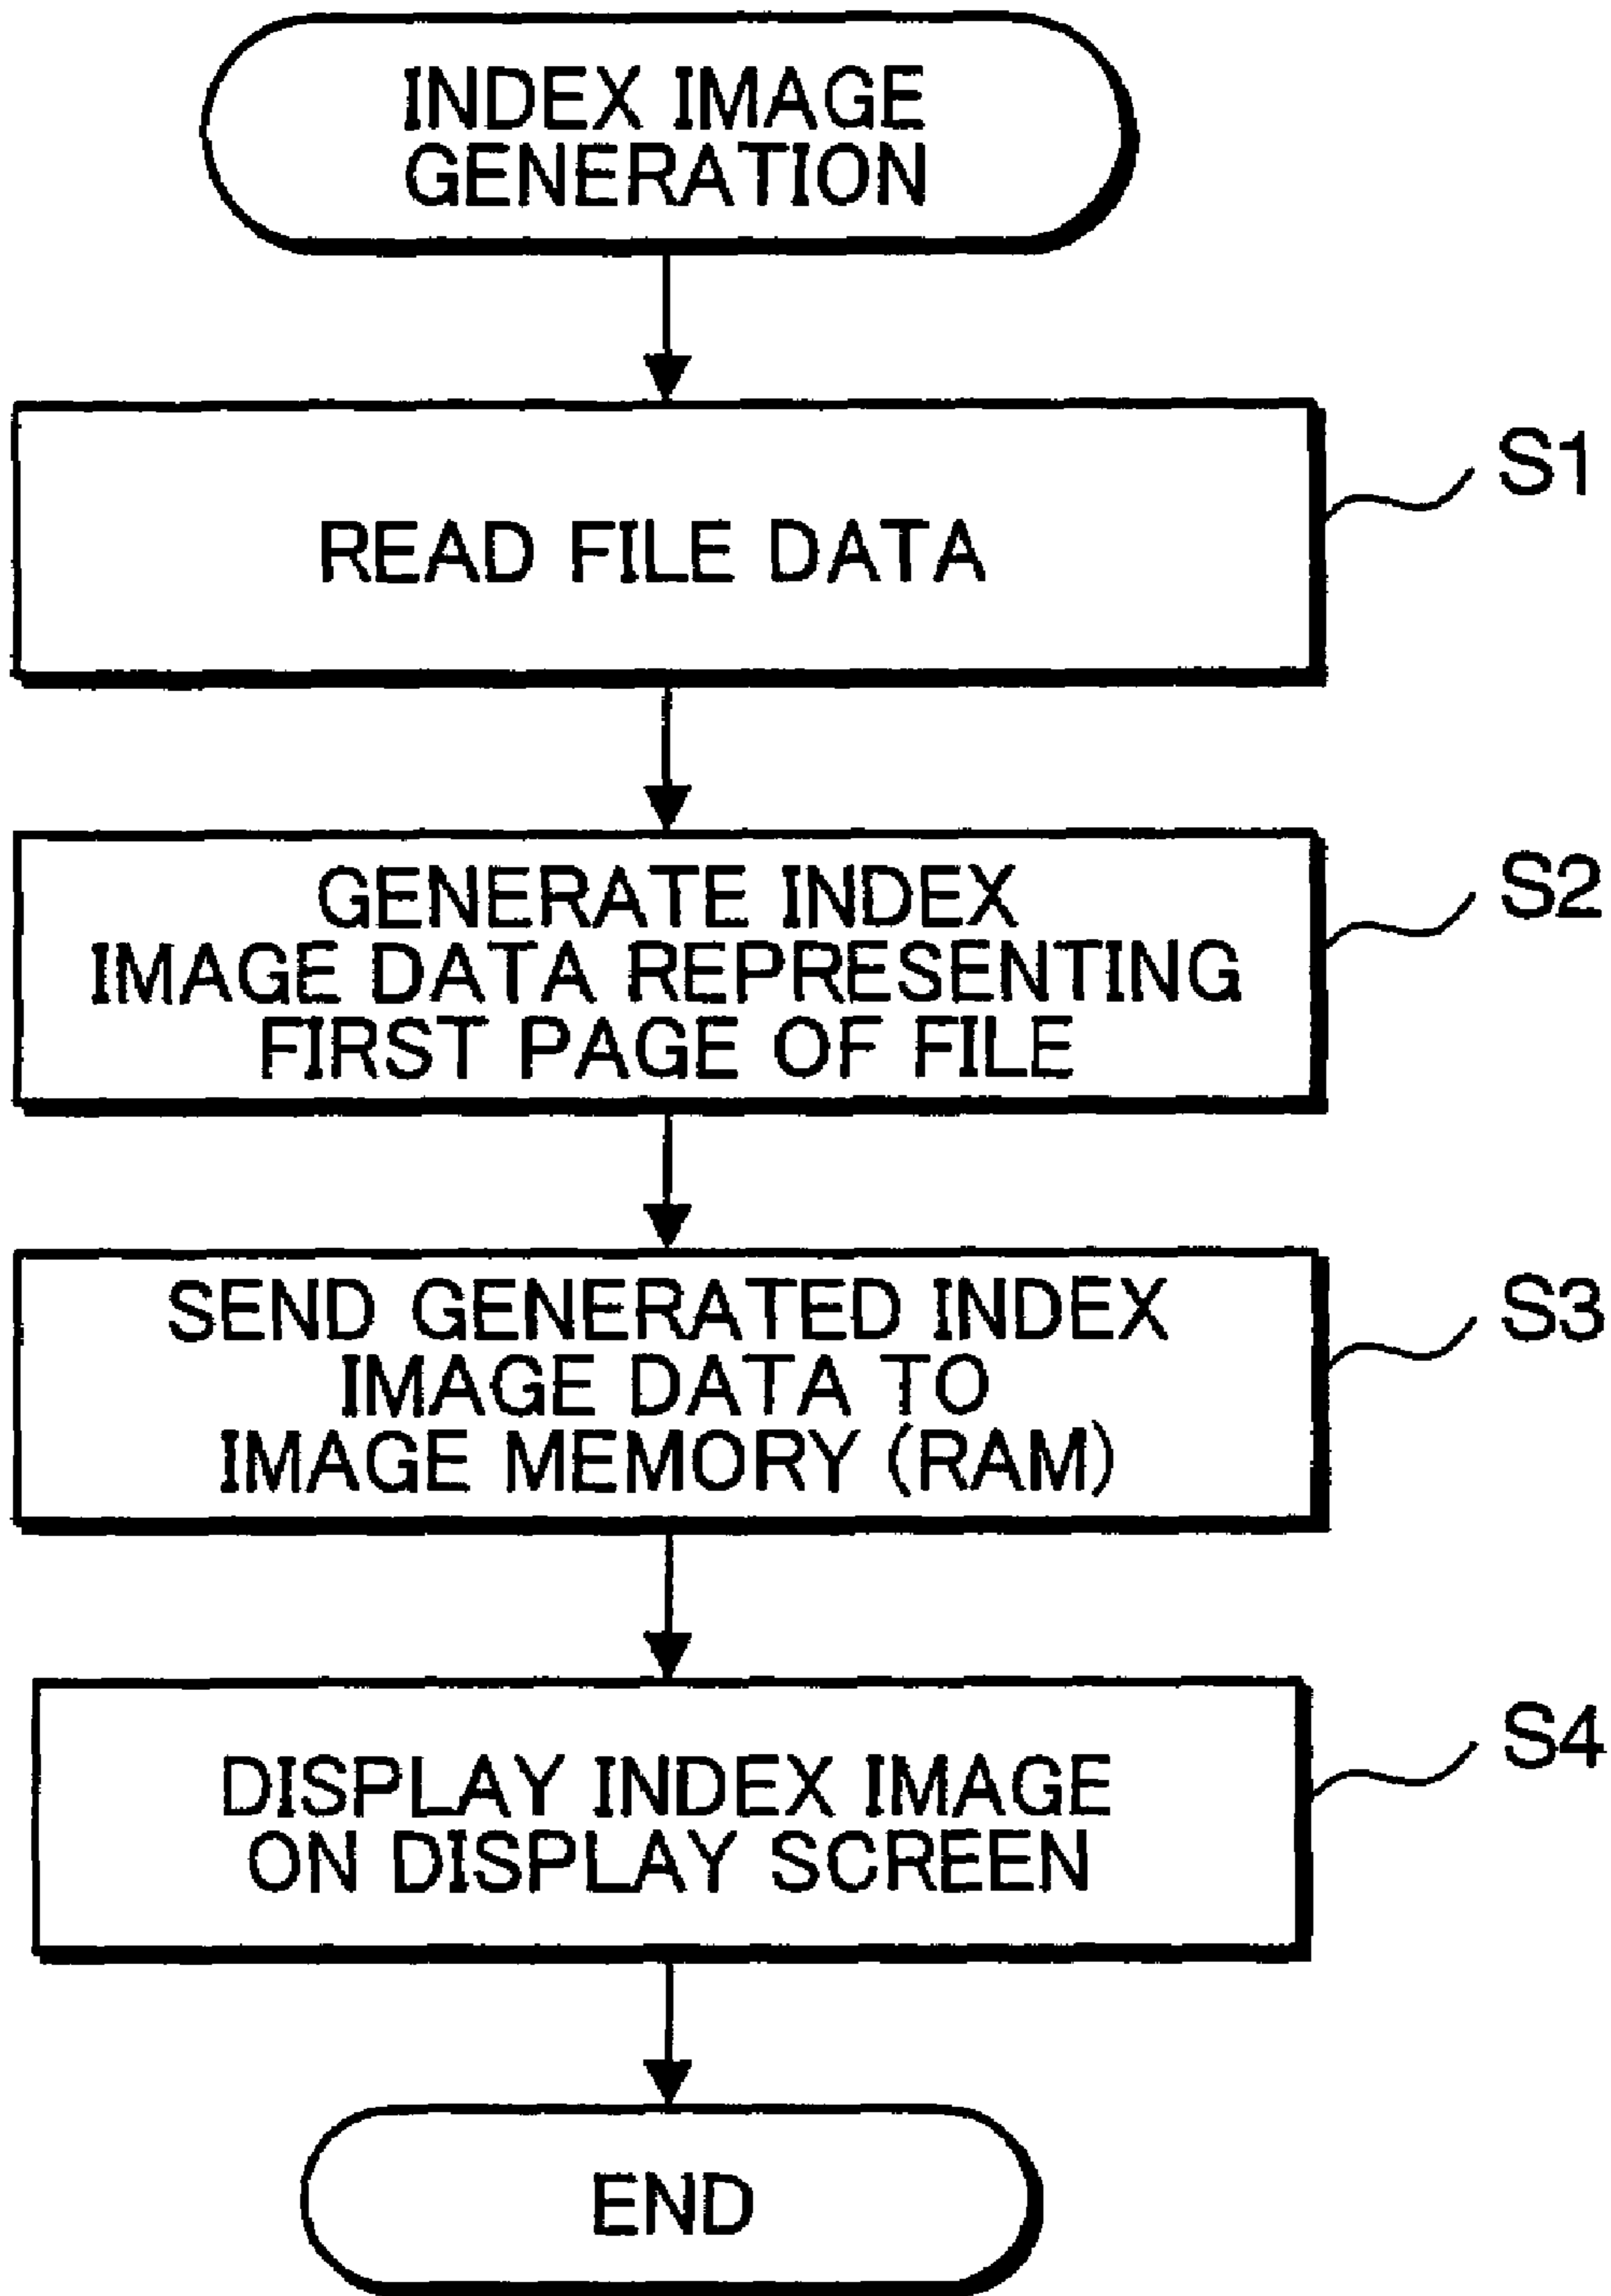 INDEX IMAGE
GENERATION
S1
READ FILE DATA
S2
GENERATE INDEX
IMAGE DATA REPRESENTING
FIRST PAGE OF FILE
S3
SEND GENERATED INDEX
IMAGE DATA TO
IMAGE MEMORY (RAM)
S4
DISPLAY INDEX IMAGE
ON DISPLAY SCREEN
END